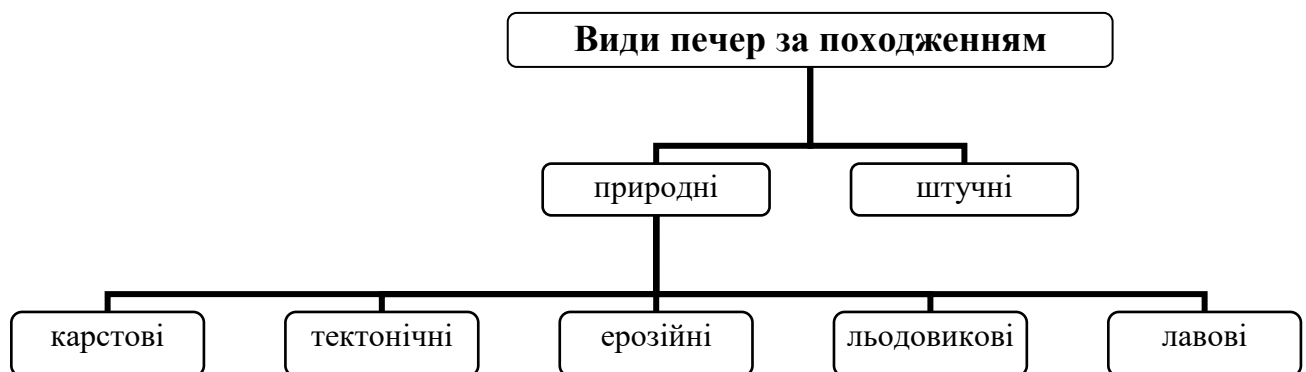 Види печер за походженням
природні
штучні
карстові
тектонічні
ерозійні
льодовикові
лавові